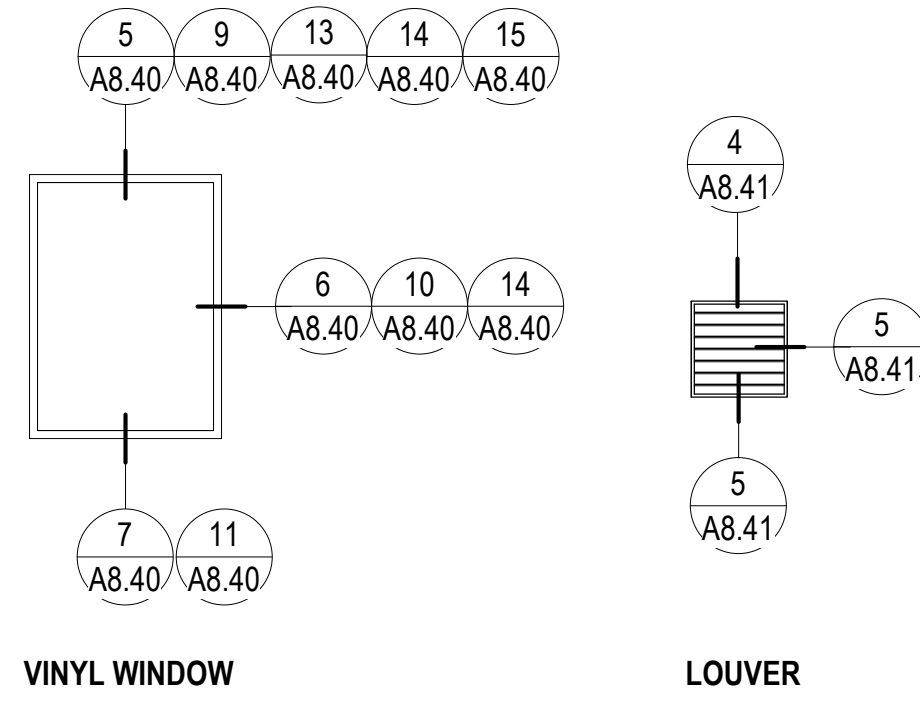 5 9 13 14 15
A8.40 A8.40 A8.40 A8.40 A8.40
4
A8.41
6 10 14
A8.40 A8.40 A8.40
5
A8.41
5
A8.41
7 11
A8.40 A8.40
VINYL WINDOW
LOUVER